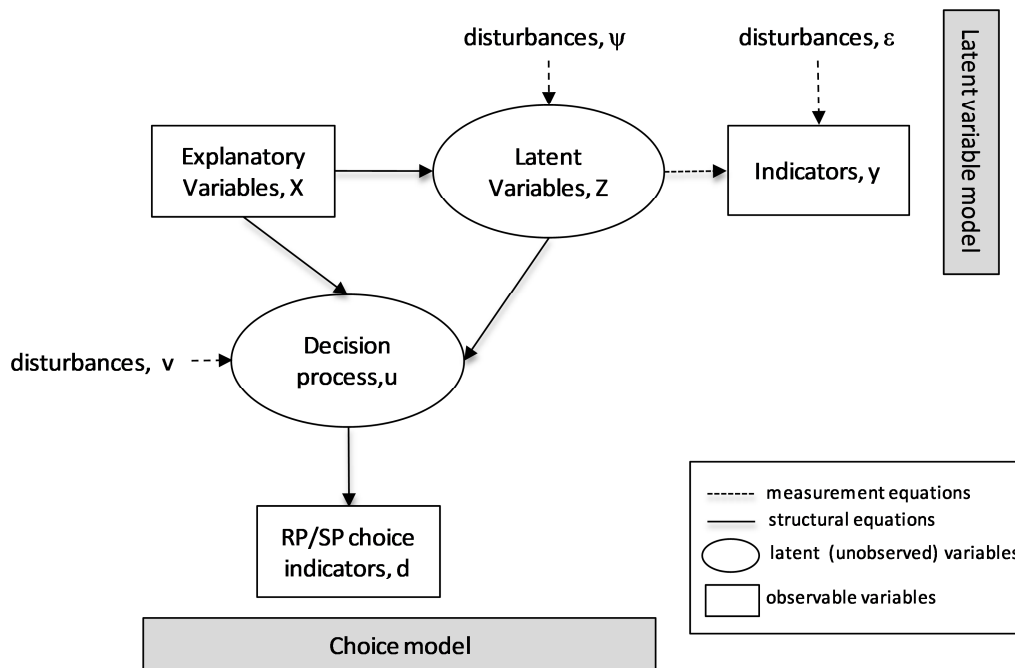 disturbances, ψ
disturbances, ε
Latent variable model
Explanatory
Variables, X
Latent
Variables, Z
Indicators, y
disturbances, v
Decision
process,u
RP/SP choice
indicators, d
measurement equations
structural equations
latent (unobserved) variables
observable variables
Choice model